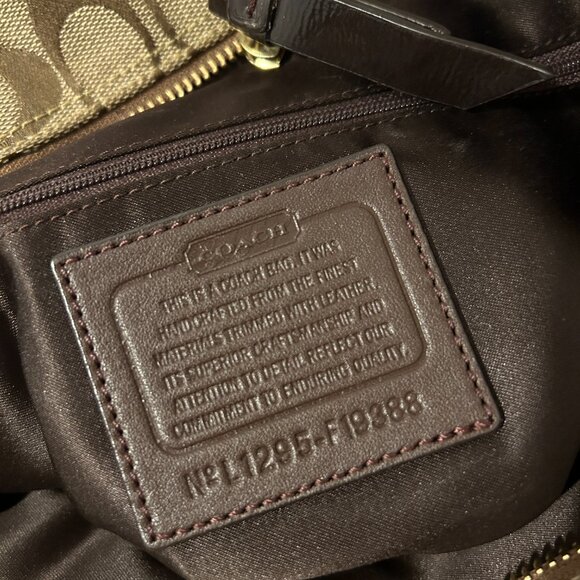 COACH
THIS IS A COACH BAG. IT WAS
HANDCRAFTED FROM THE FINEST
MATERIALS TRIMMED WITH LEATHER.
ITS SUPERIOR CRAFTSMANSHIP AND
ATTENTION TO DETAIL REFLECT OUR
COMMITMENT TO ENDURING QUALITY.
Nº L1295-F19388